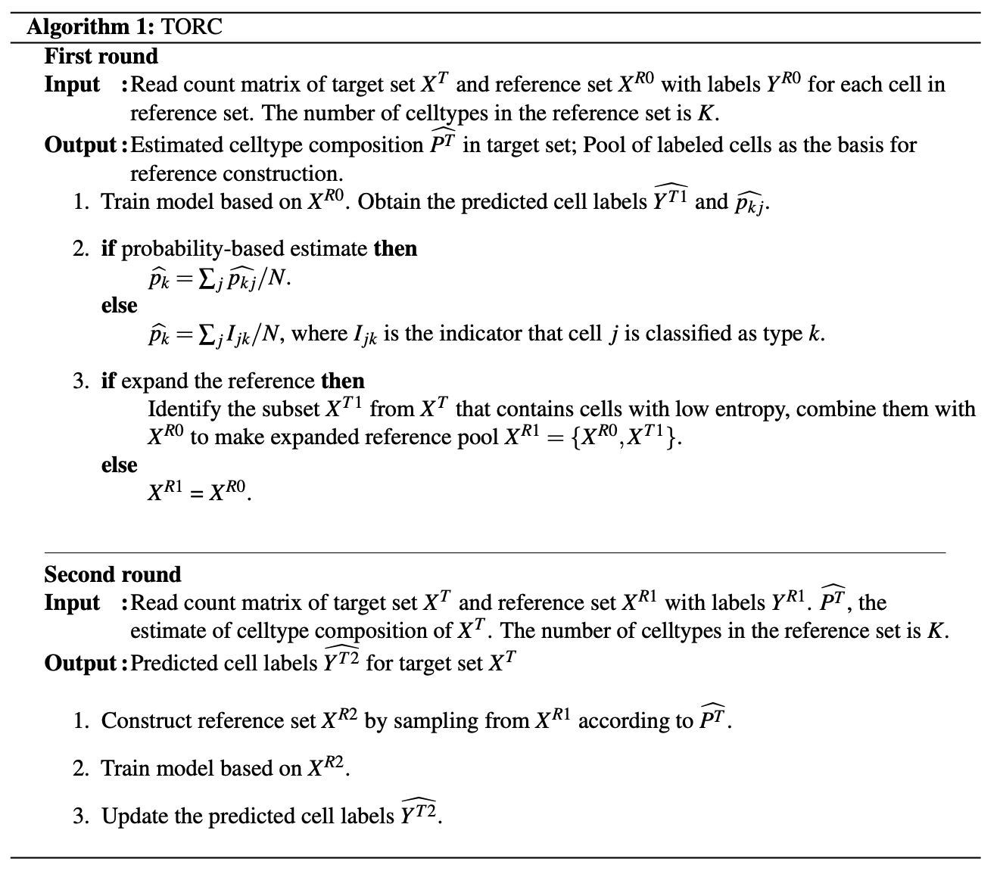 Algorithm 1: TORC
First round
Input : Read count matrix of target set X^T and reference set X^{R0} with labels Y^{R0} for each cell in
reference set. The number of celltypes in the reference set is K.
Output : Estimated celltype composition \widehat{P^T} in target set; Pool of labeled cells as the basis for
reference construction.
1. Train model based on X^{R0}. Obtain the predicted cell labels \widehat{Y^{T1}} and \widehat{p_{kj}}.
2. if probability-based estimate then
\widehat{p_k} = ∑_j \widehat{p_{kj}}/N.
else
\widehat{p_k} = ∑_j I_{jk}/N, where I_{jk} is the indicator that cell j is classified as type k.
3. if expand the reference then
Identify the subset X^{T1} from X^T that contains cells with low entropy, combine them with
X^{R0} to make expanded reference pool X^{R1} = {X^{R0}, X^{T1}}.
else
X^{R1} = X^{R0}.
Second round
Input : Read count matrix of target set X^T and reference set X^{R1} with labels Y^{R1}. \widehat{P^T}, the
estimate of celltype composition of X^T. The number of celltypes in the reference set is K.
Output : Predicted cell labels \widehat{Y^{T2}} for target set X^T
1. Construct reference set X^{R2} by sampling from X^{R1} according to \widehat{P^T}.
2. Train model based on X^{R2}.
3. Update the predicted cell labels \widehat{Y^{T2}}.